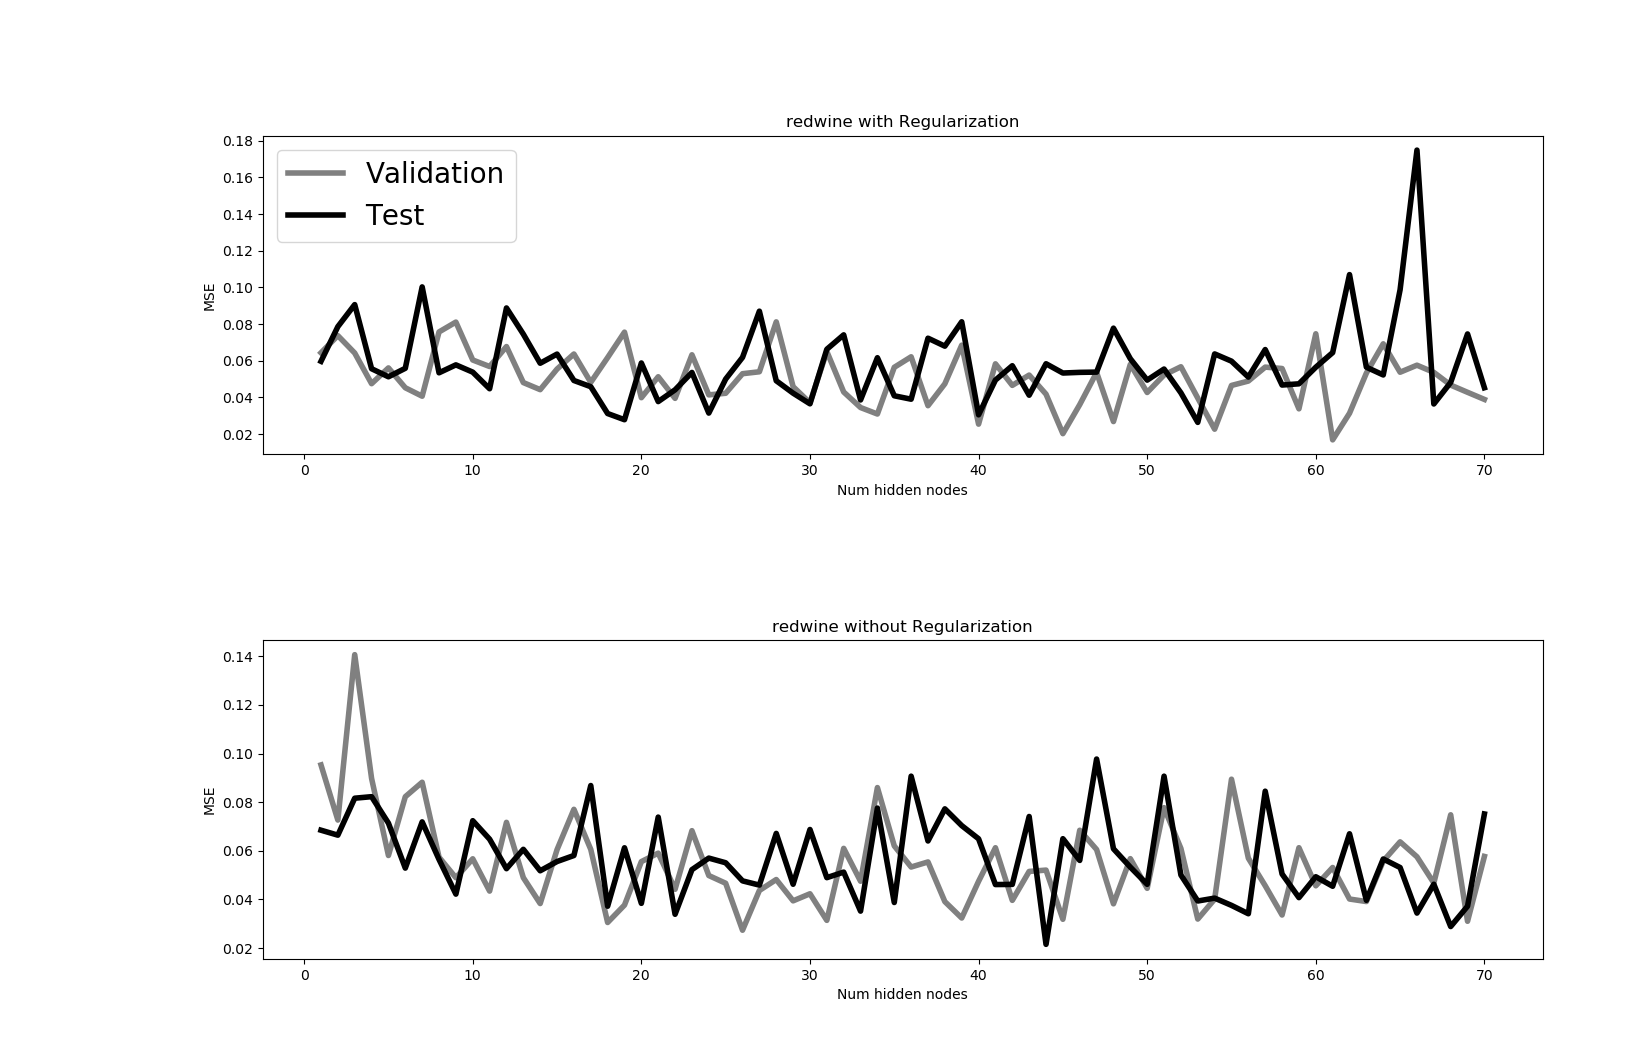 redwine with Regularization
0.18
0.16
0.14
0.12
0.10
0.08
0.06
0.04
0.02
MSE
Validation
Test
0 10 20 30 40 50 60 70
Num hidden nodes
redwine without Regularization
0.14
0.12
0.10
0.08
0.06
0.04
0.02
MSE
0 10 20 30 40 50 60 70
Num hidden nodes